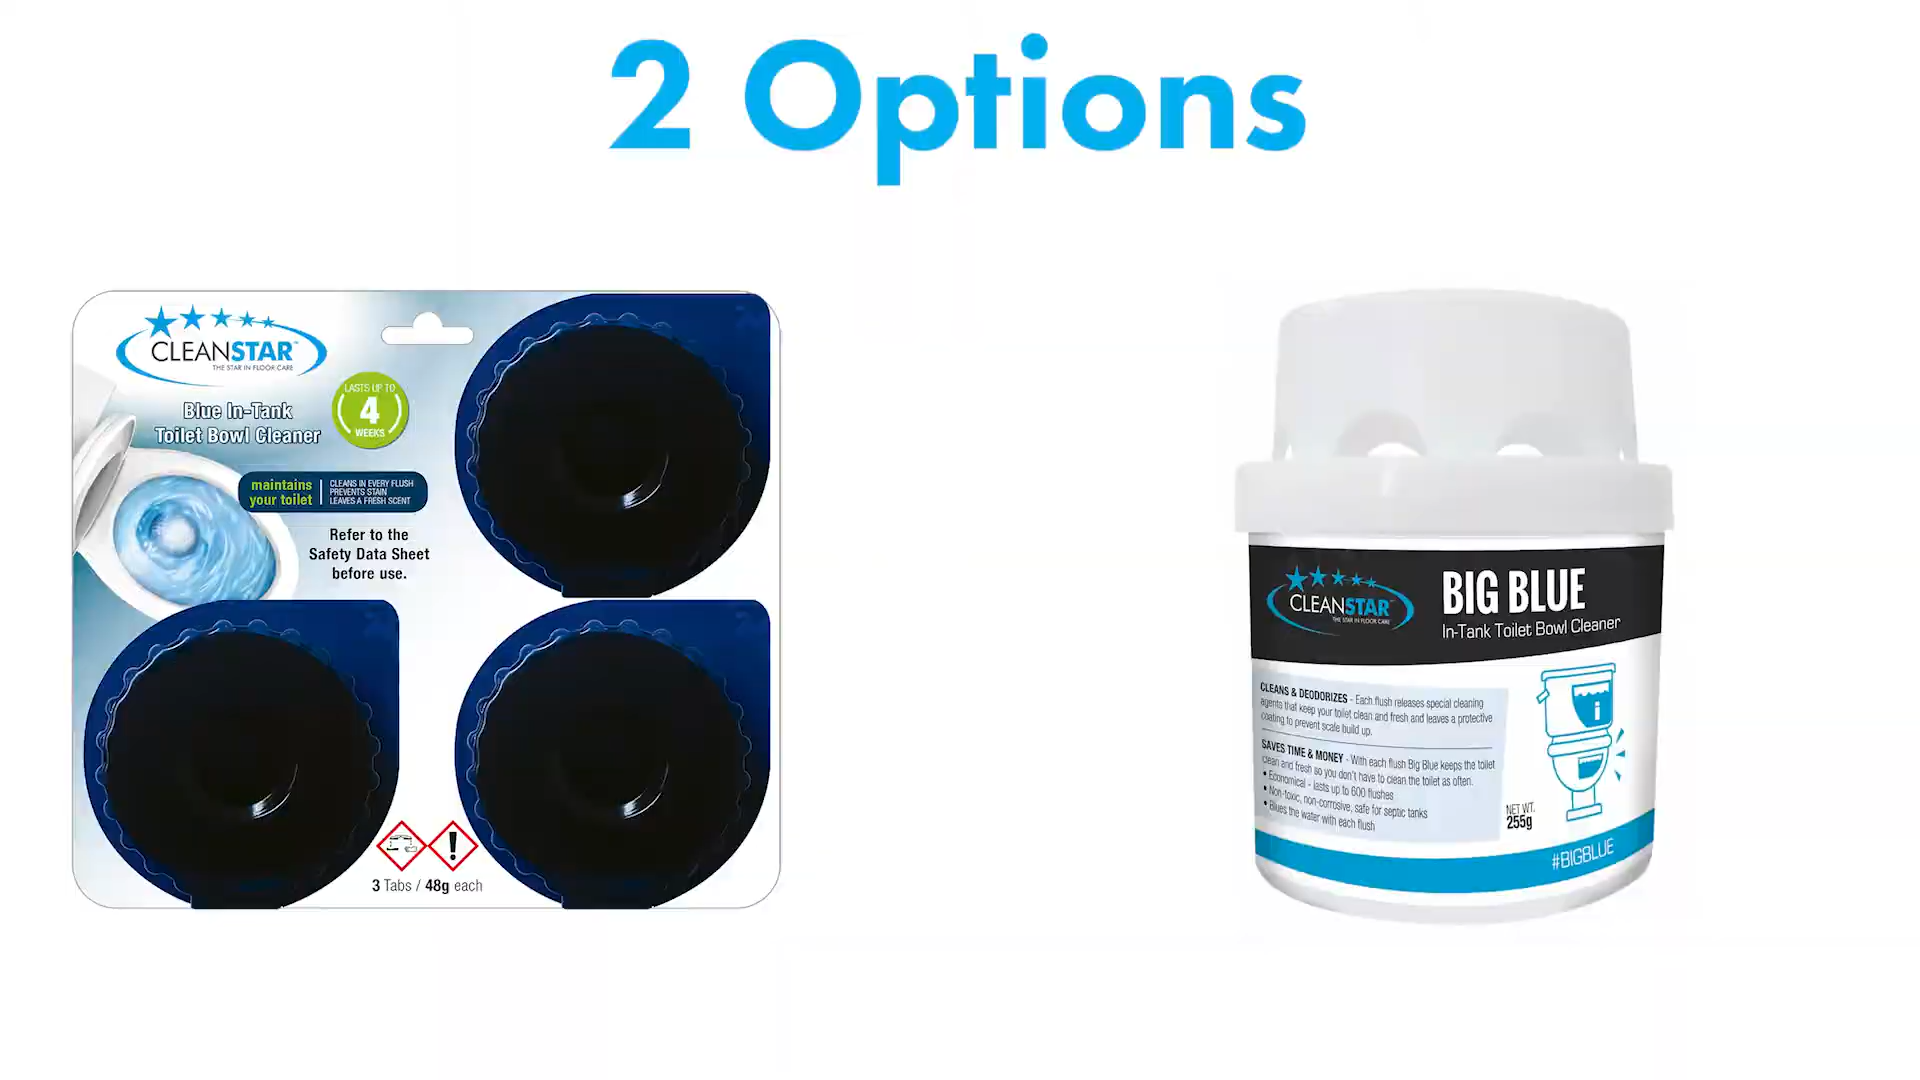 2 Options
CLEANSTAR™
THE STAR IN FLOOR CARE
Blue In-Tank
Toilet Bowl Cleaner
LASTS UP TO
4
WEEKS
maintains
your toilet
CLEANS IN EVERY FLUSH
PREVENTS STAIN
LEAVES A FRESH SCENT
Refer to the
Safety Data Sheet
before use.
3 Tabs / 48g each
CLEANSTAR™
THE STAR IN FLOOR CARE
BIG BLUE
In-Tank Toilet Bowl Cleaner
CLEANS & DEODORIZES - Each flush releases special cleaning
agents that keep your toilet clean and fresh and leaves a protective
coating to prevent scale build up.
SAVES TIME & MONEY - With each flush Big Blue keeps the toilet
clean and fresh so you don't have to clean the toilet as often.
• Economical - lasts up to 600 flushes
• Non-toxic, non-corrosive, safe for septic tanks
• Blues the water with each flush
NET WT.
255g
#BIGBLUE